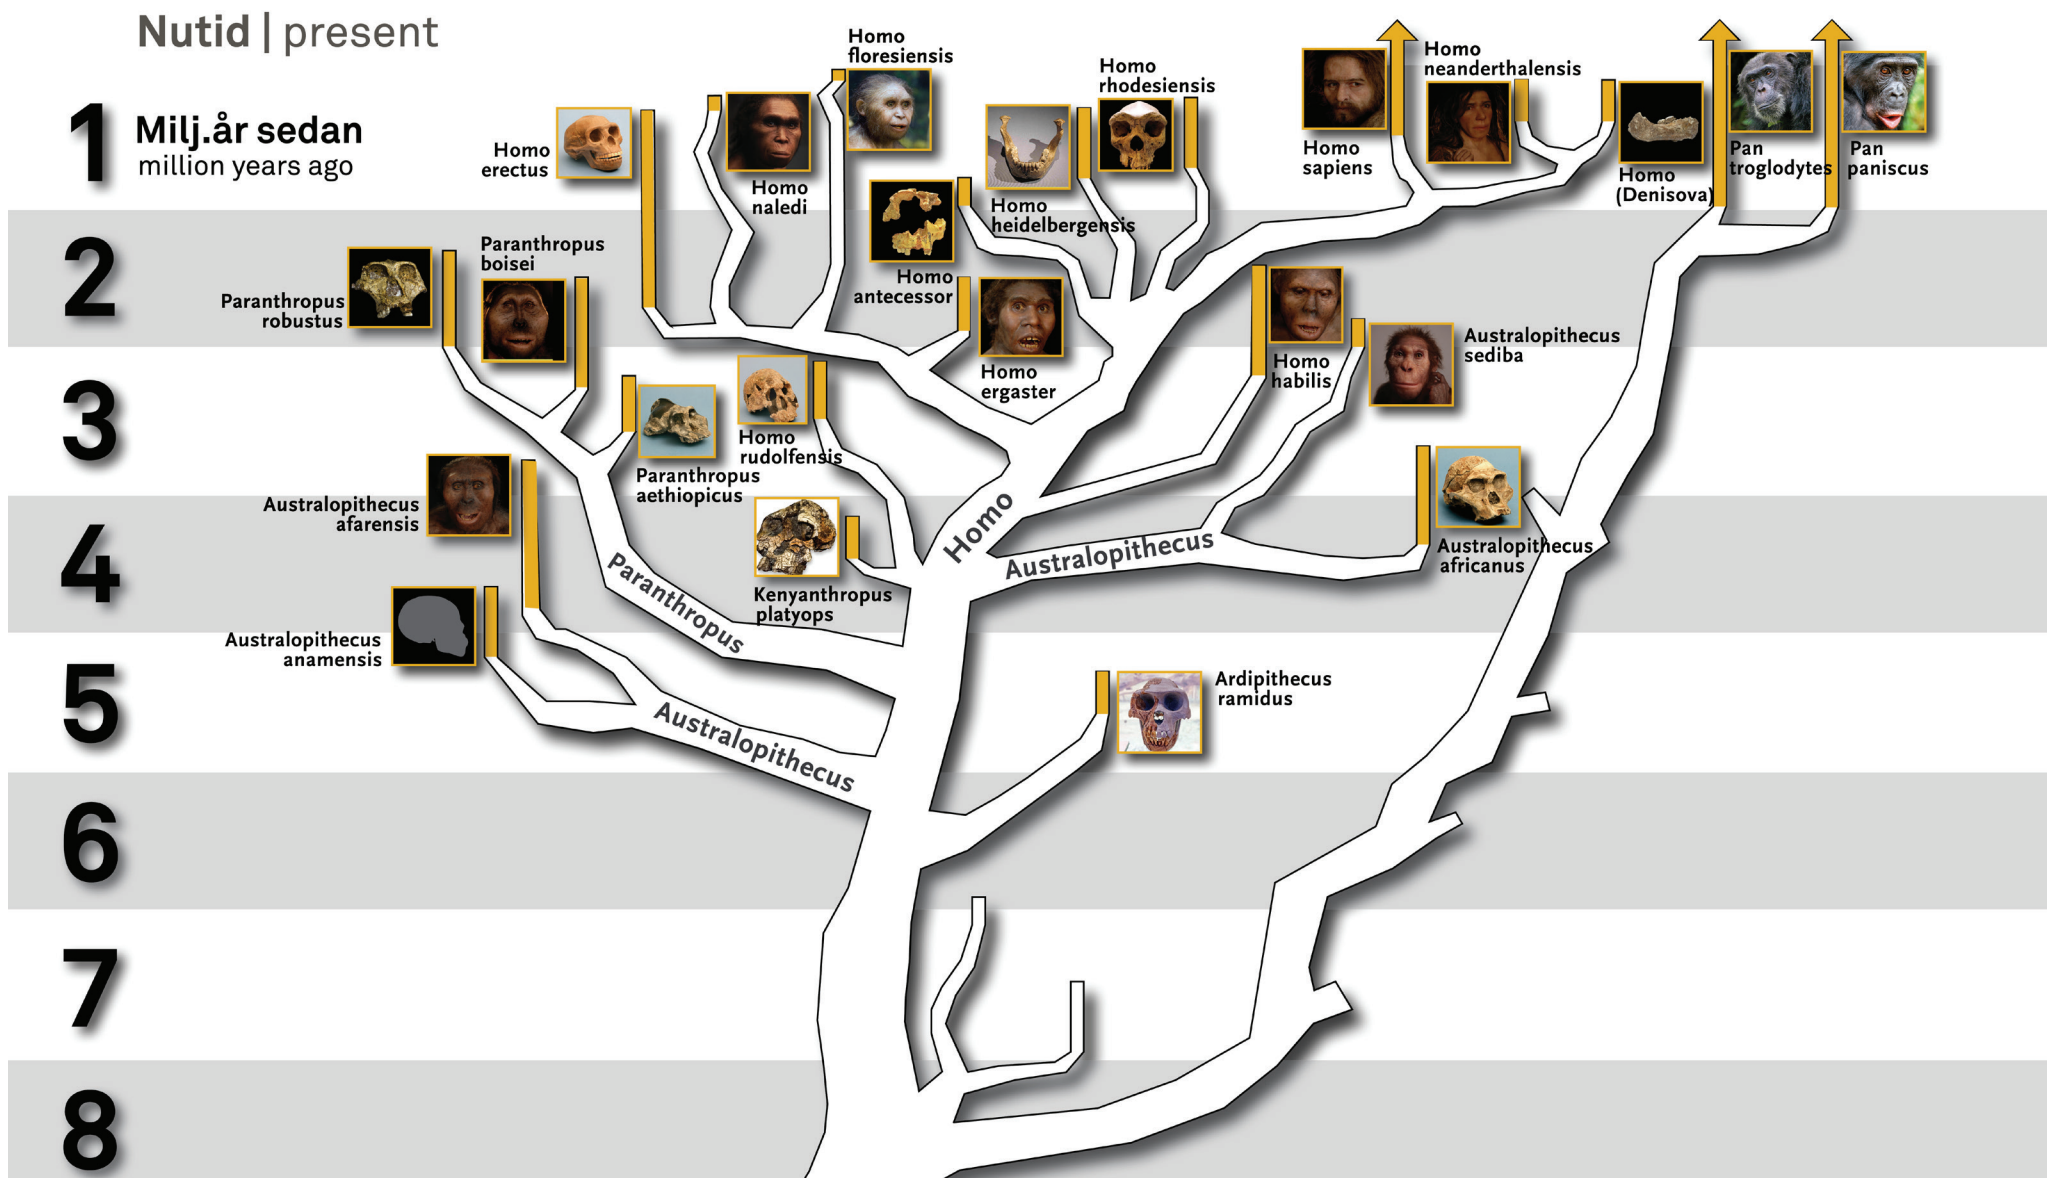 Nutid | present
1 Milj.år sedan
million years ago
2
3
4
5
6
7
8
Homo
erectus
Homo
naledi
Homo
floresiensis
Homo
antecessor
Homo
heidelbergensis
Homo
rhodesiensis
Homo
sapiens
Homo
neanderthalensis
Homo
(Denisova)
Pan
troglodytes
Pan
paniscus
Paranthropus
robustus
Paranthropus
boisei
Paranthropus
aethiopicus
Homo
rudolfensis
Homo
ergaster
Homo
habilis
Australopithecus
sediba
Australopithecus
afarensis
Kenyanthropus
platyops
Australopithecus
africanus
Australopithecus
anamensis
Ardipithecus
ramidus
Homo
Australopithecus
Paranthropus
Australopithecus